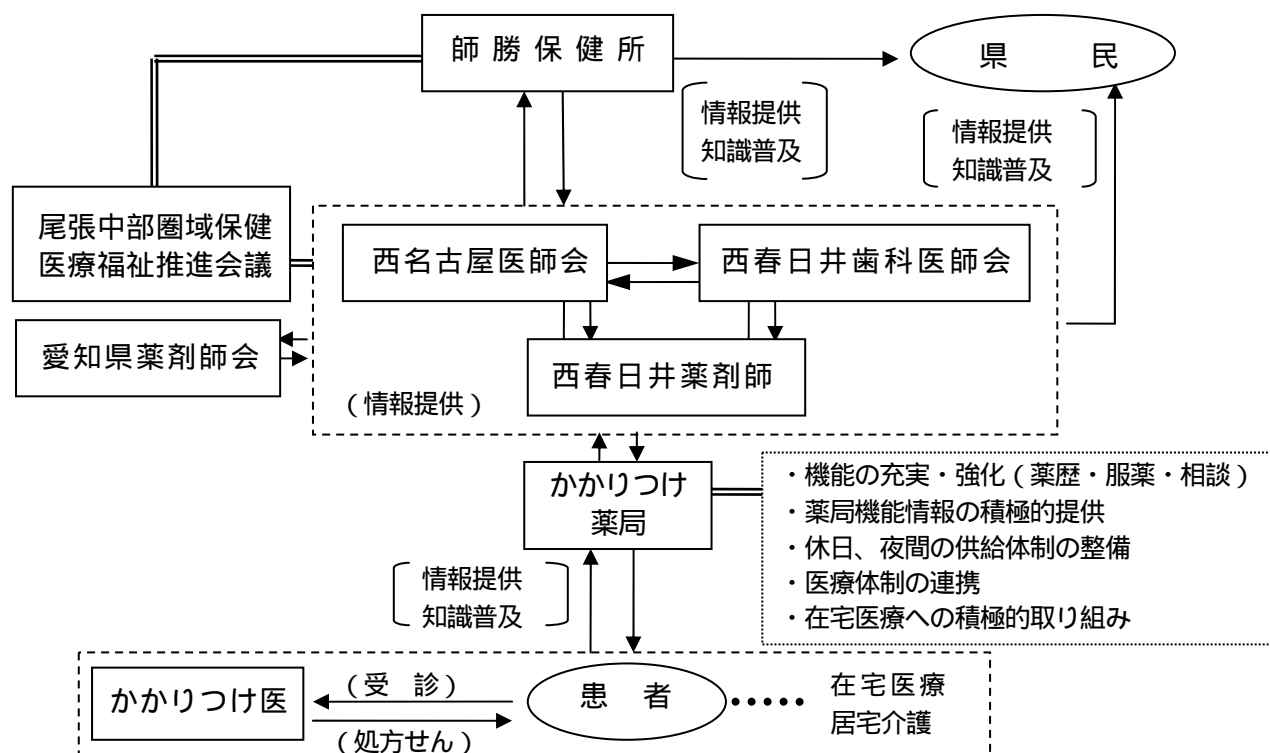 師勝保健所
県　　民
情報提供
知識普及
情報提供
知識普及
尾張中部圏域保健
医療福祉推進会議
西名古屋医師会
西春日井歯科医師会
愛知県薬剤師会
西春日井薬剤師
（情報提供）
かかりつけ
薬局
・機能の充実・強化（薬歴・服薬・相談）
・薬局機能情報の積極的提供
・休日、夜間の供給体制の整備
・医療体制の連携
・在宅医療への積極的取り組み
情報提供
知識普及
かかりつけ医
（受　診）
（処方せん）
患　者
在宅医療
居宅介護